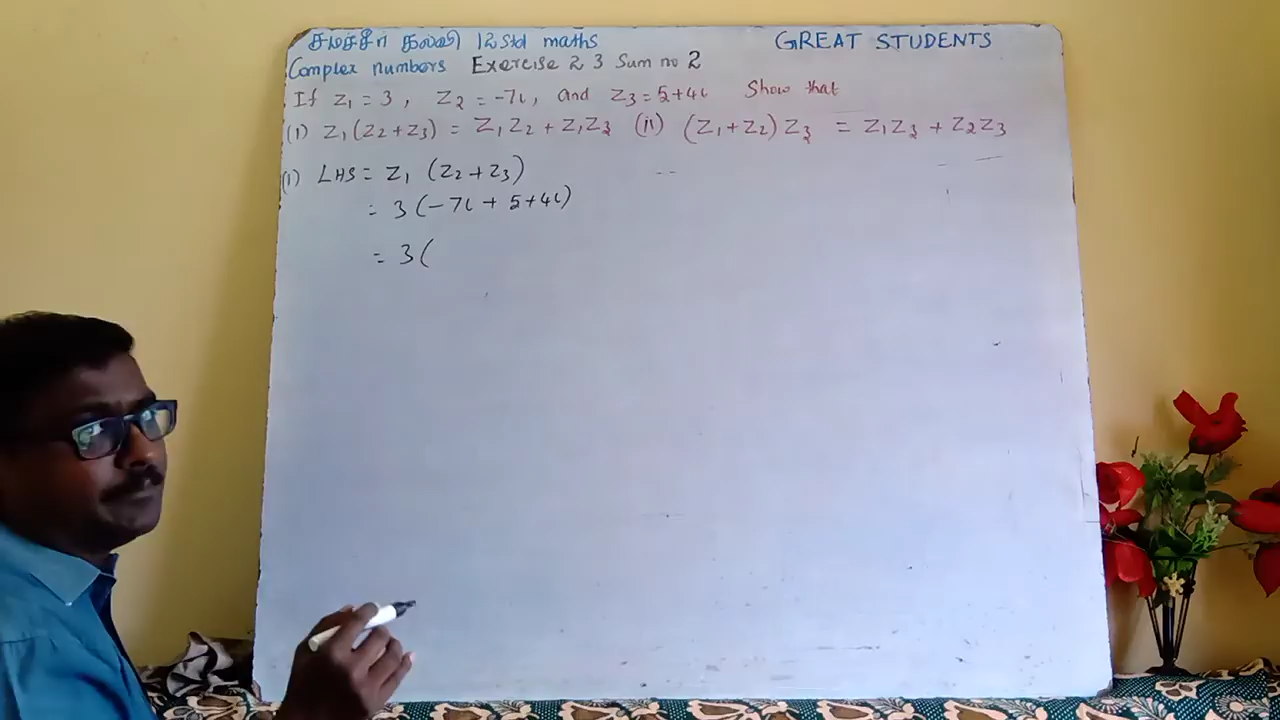 சமச்சீர் கல்வி 12 Std maths GREAT STUDENTS
Complex numbers Exercise 2 3 Sum no 2
If Z₁ = 3, Z₂ = -7i, and Z₃ = 5+4i Show that
(i) Z₁(Z₂+Z₃) = Z₁Z₂ + Z₁Z₃ (ii) (Z₁+Z₂)Z₃ = Z₁Z₃ + Z₂Z₃
(i) LHS = Z₁ (Z₂+Z₃)
= 3(-7i + 5+4i)
= 3(